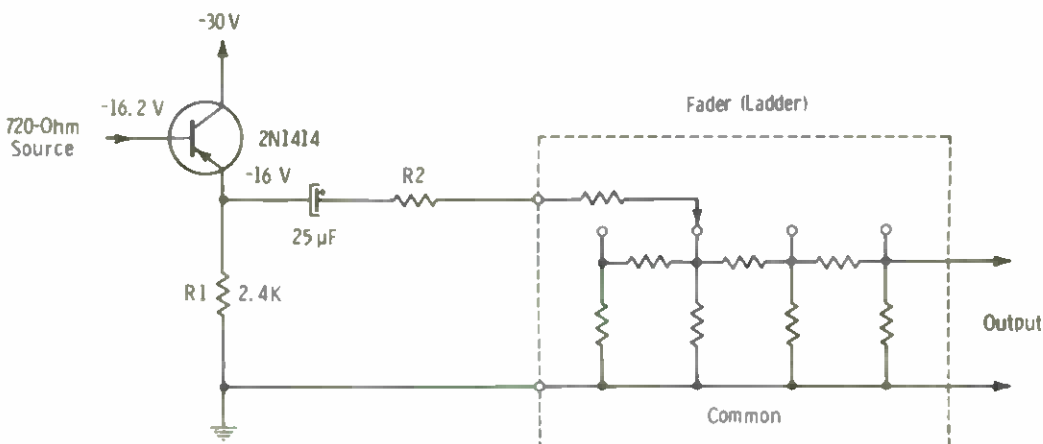 -30 V
-16.2 V
720-Ohm
Source
2N1414
-16 V
R2
25 µF
R1 2.4K
Fader (Ladder)
Output
Common